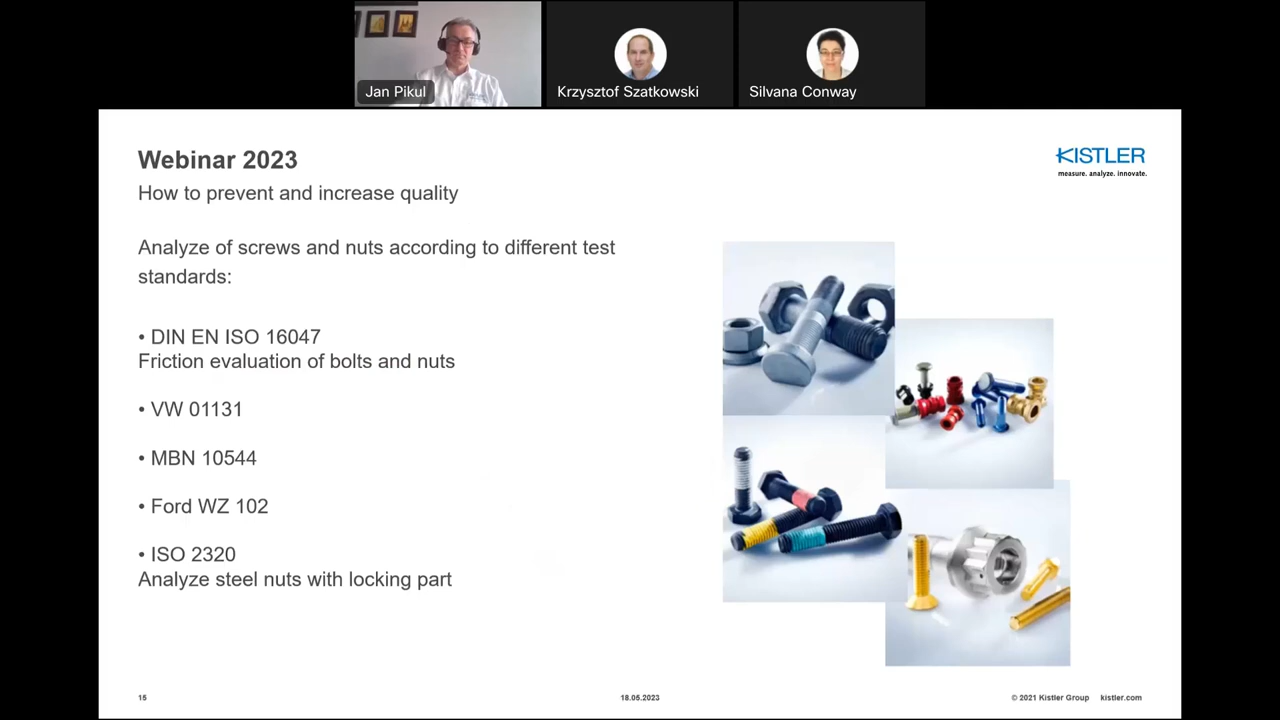 Jan Pikul
Krzysztof Szatkowski
Silvana Conway
Webinar 2023
KISTLER
measure. analyze. innovate.
How to prevent and increase quality
Analyze of screws and nuts according to different test
standards:
• DIN EN ISO 16047
Friction evaluation of bolts and nuts
• VW 01131
• MBN 10544
• Ford WZ 102
• ISO 2320
Analyze steel nuts with locking part
15
18.05.2023
© 2021 Kistler Group
kistler.com